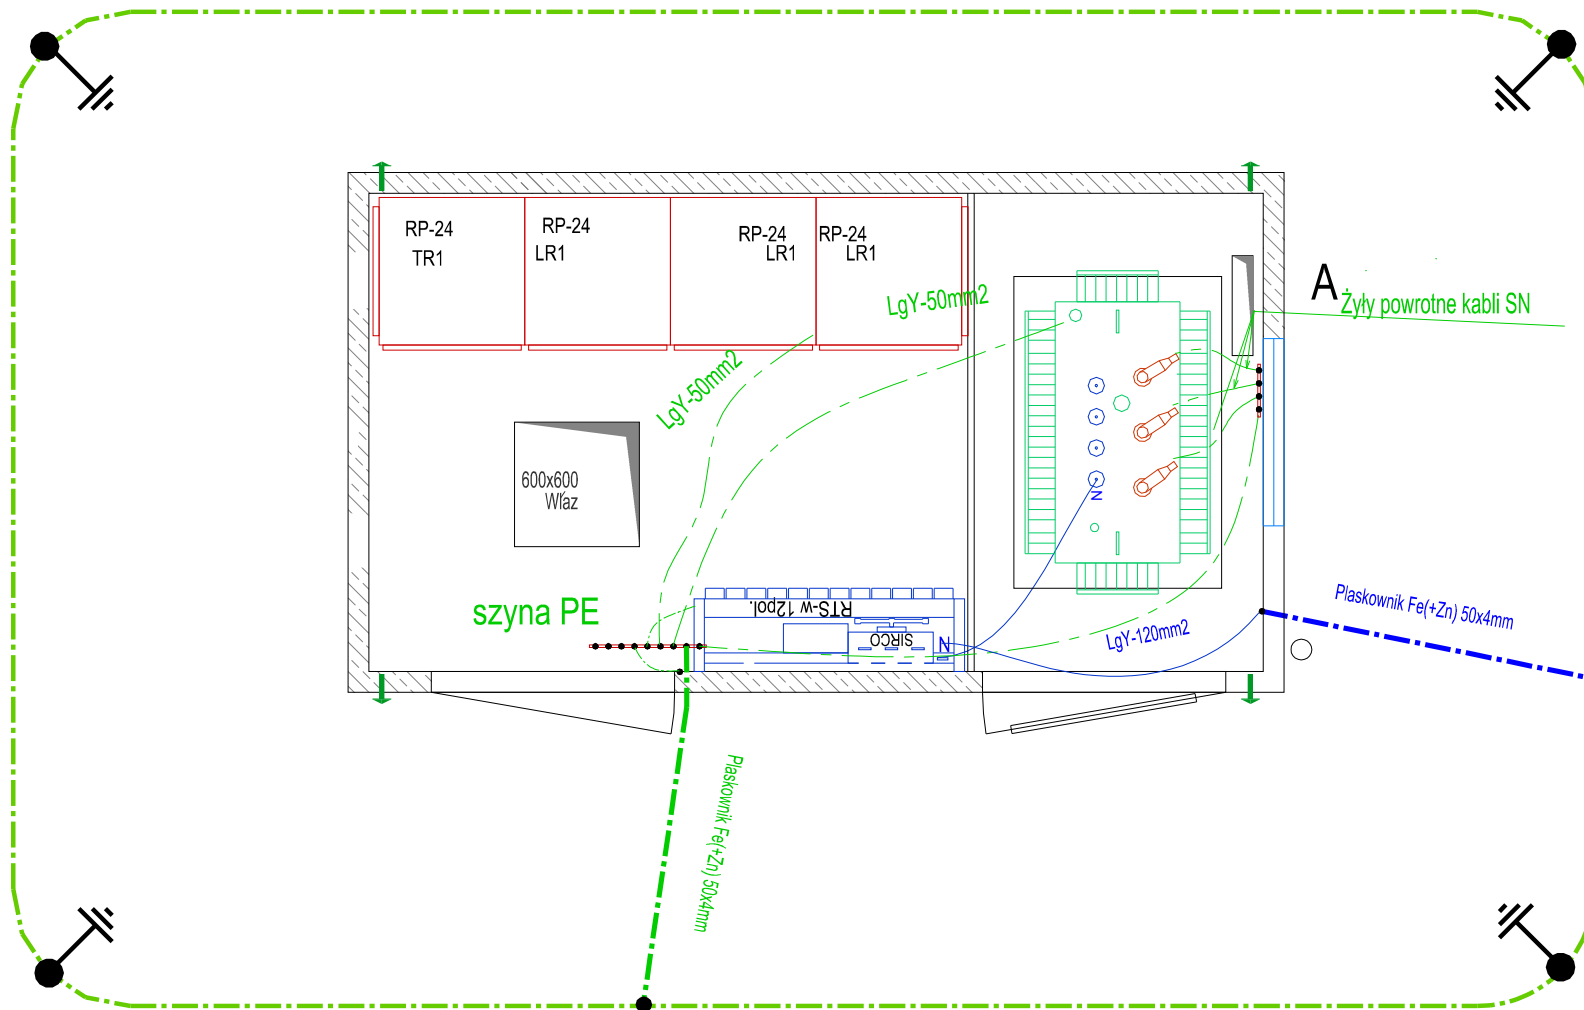 RP-24
TR1
RP-24
LR1
RP-24
LR1
RP-24
LR1
LgY-50mm2
A
Żyły powrotne kabli SN
LgY-50mm2
600x600
Właz
N
szyna PE
RTS-w 12pol.
SIRCO
N
LgY-120mm2
Płaskownik Fe(+Zn) 50x4mm
Płaskownik Fe(+Zn) 50x4mm